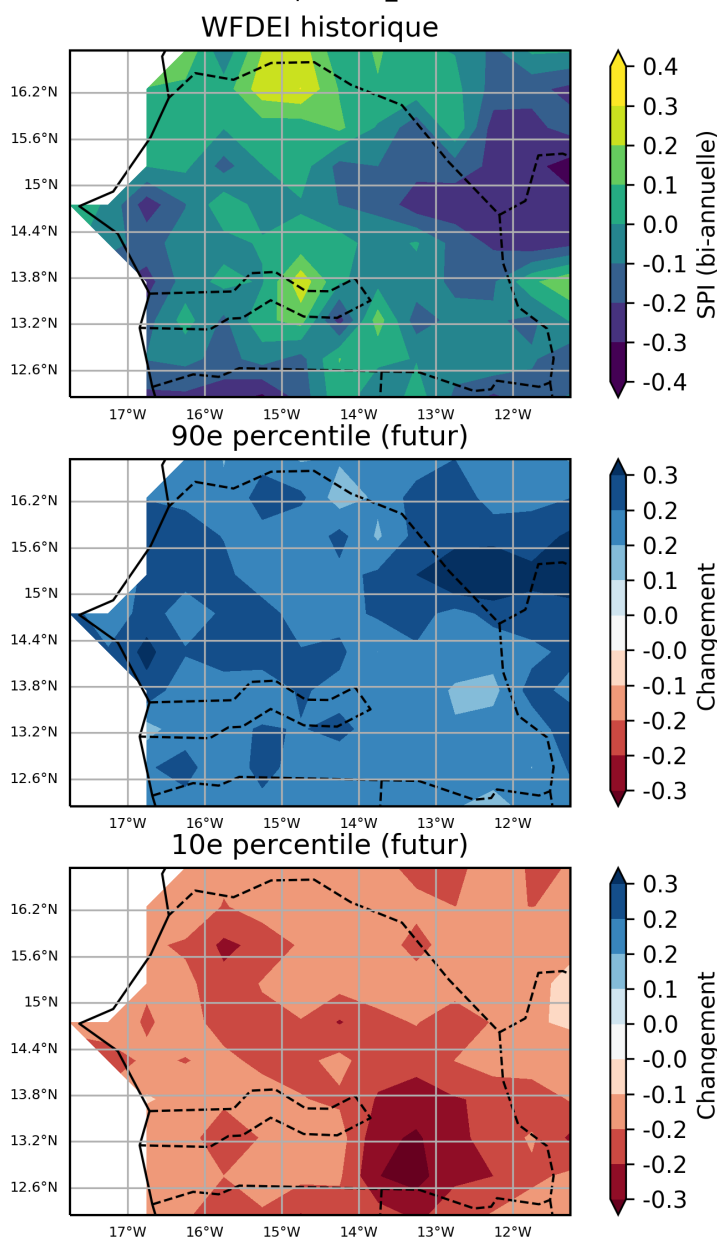 WFDEI historique
16.2°N
15.6°N
15°N
14.4°N
13.8°N
13.2°N
12.6°N
17°W 16°W 15°W 14°W 13°W 12°W
0.4
0.3
0.2
0.1
0.0
-0.1
-0.2
-0.3
-0.4
SPI (bi-annuelle)
90e percentile (futur)
16.2°N
15.6°N
15°N
14.4°N
13.8°N
13.2°N
12.6°N
17°W 16°W 15°W 14°W 13°W 12°W
0.3
0.2
0.2
0.1
0.0
-0.0
-0.1
-0.2
-0.2
-0.3
Changement
10e percentile (futur)
16.2°N
15.6°N
15°N
14.4°N
13.8°N
13.2°N
12.6°N
17°W 16°W 15°W 14°W 13°W 12°W
0.3
0.2
0.2
0.1
0.0
-0.0
-0.1
-0.2
-0.2
-0.3
Changement